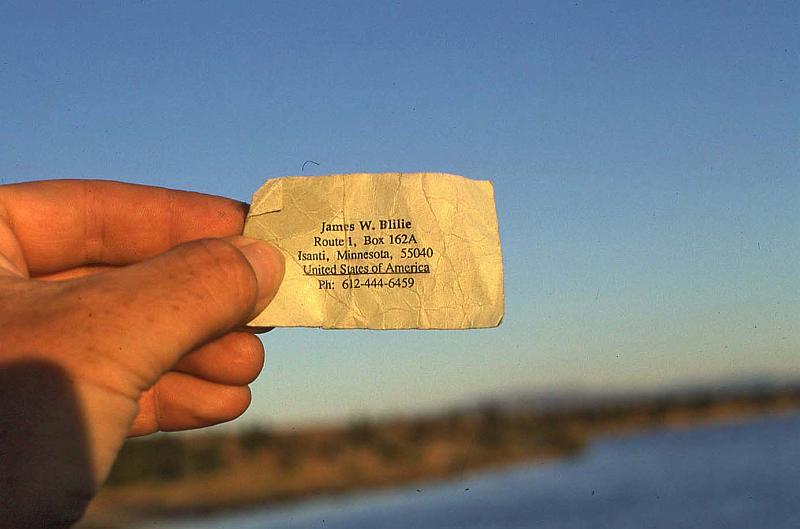 James W. Blilie
Route 1, Box 162A
Isanti, Minnesota, 55040
United States of America
Ph: 612-444-6459